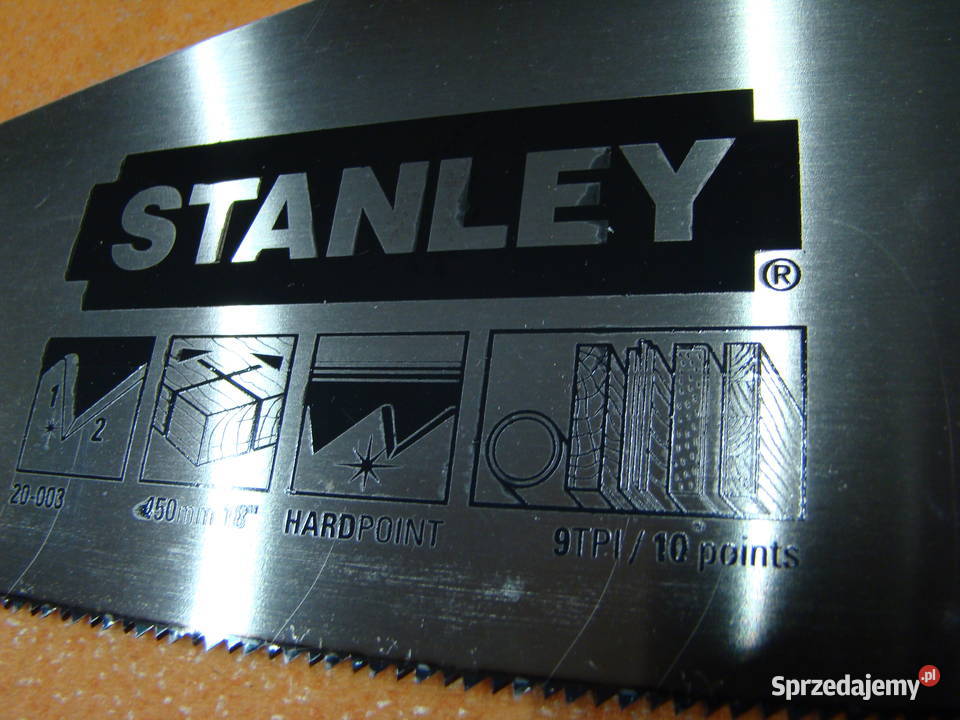 STANLEY®
1
2
20-003
450mm 18"
HARDPOINT
9TPI / 10 points
Sprzedajemy.pl